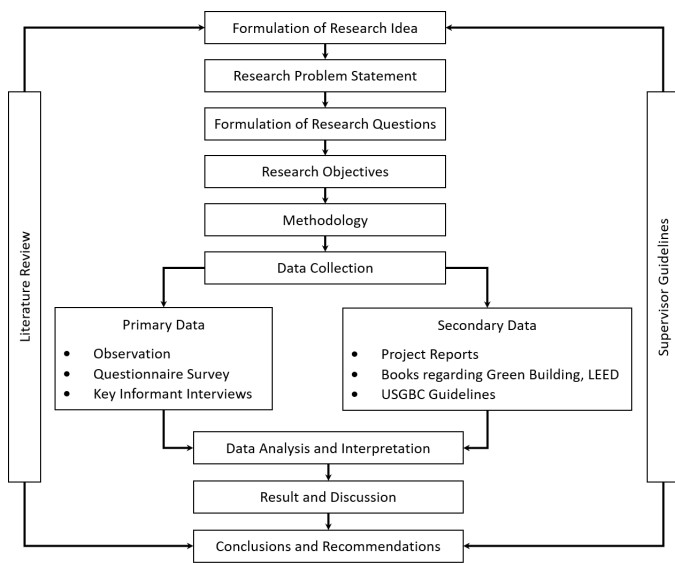 Formulation of Research Idea
Research Problem Statement
Formulation of Research Questions
Research Objectives
Methodology
Data Collection
Literature Review
Supervisor Guidelines
Primary Data
• Observation
• Questionnaire Survey
• Key Informant Interviews
Secondary Data
• Project Reports
• Books regarding Green Building, LEED
• USGBC Guidelines
Data Analysis and Interpretation
Result and Discussion
Conclusions and Recommendations